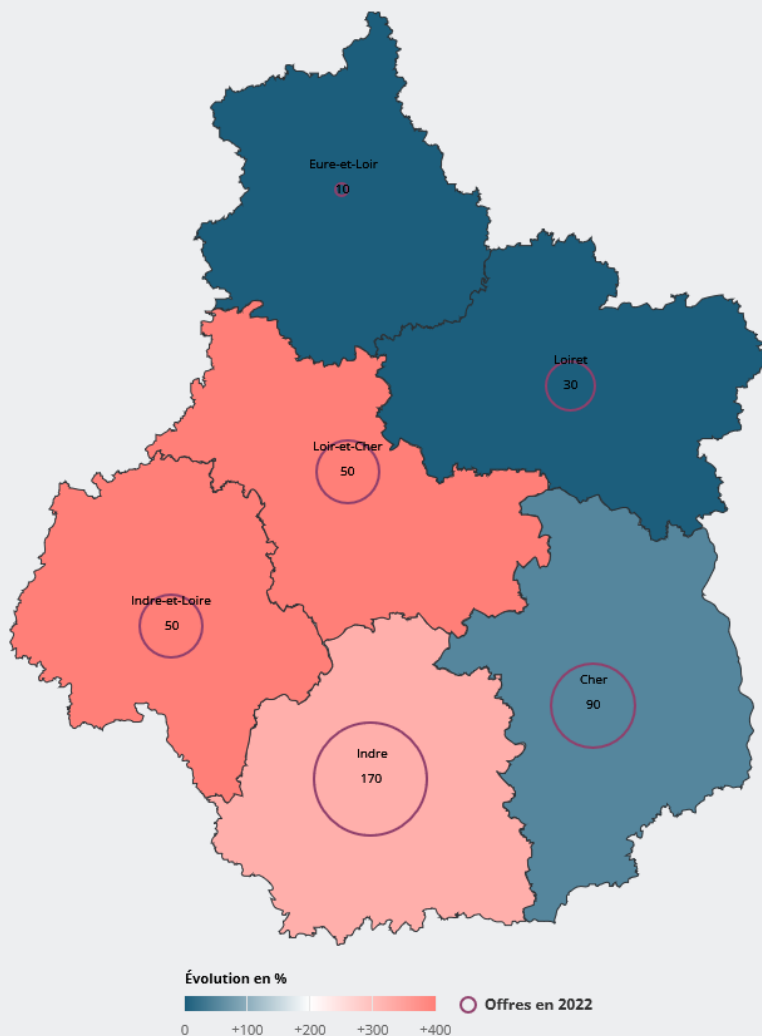 Eure-et-Loir
10
Loiret
30
Loir-et-Cher
50
Indre-et-Loire
50
Cher
90
Indre
170
Évolution en %
Offres en 2022
0 +100 +200 +300 +400